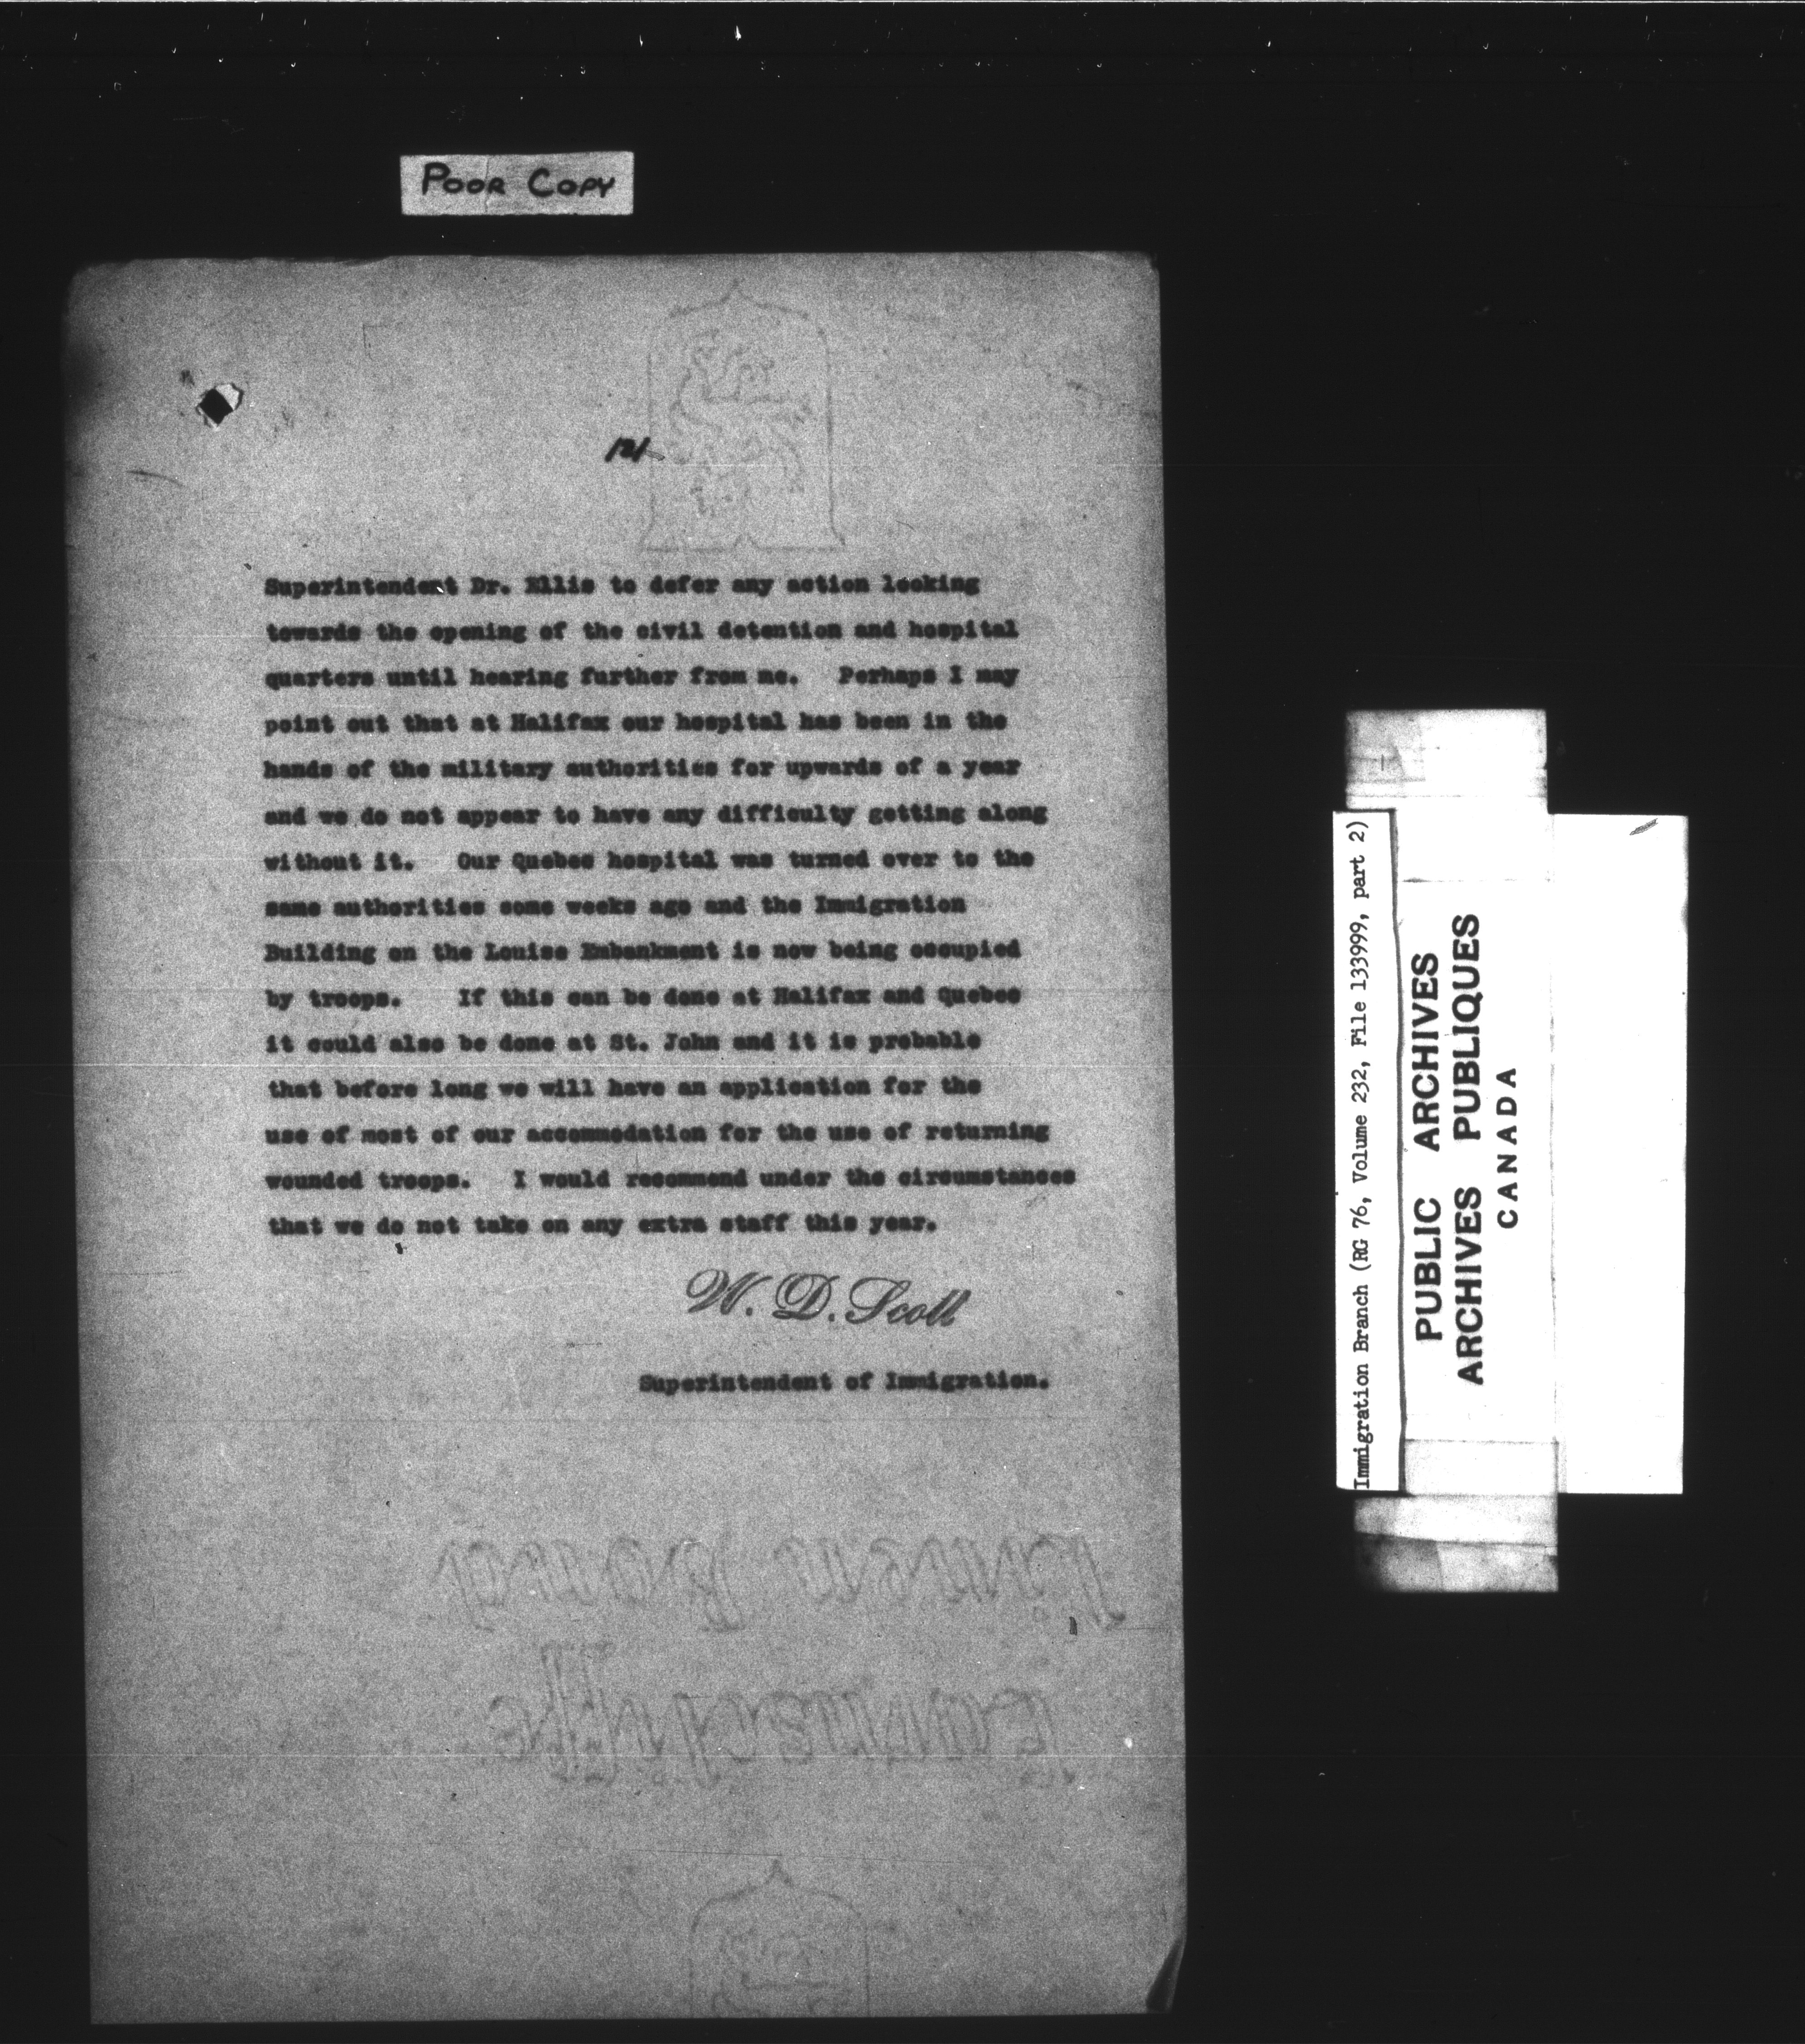 POOR COPY
Superintendent Dr. Ellis to defer any action looking
towards the opening of the civil detention and hospital
quarters until hearing further from me. Perhaps I may
point out that at Halifax our hospital has been in the
hands of the military authorities for upwards of a year
and we do not appear to have any difficulty getting along
without it. Our Quebec hospital was turned over to the
same authorities some weeks ago and the Immigration
Building on the Louise Embankment is now being occupied
by troops. If this can be done at Halifax and Quebec
it could also be done at St. John and it is probable
that before long we will have an application for the
use of most of our accommodation for the use of returning
wounded troops. I would recommend under the circumstances
that we do not take on any extra staff this year.
W. D. Scott
Superintendent of Immigration.
Immigration Branch (RG 76, Volume 232, File 133999, part 2)
PUBLIC ARCHIVES
ARCHIVES PUBLIQUES
CANADA